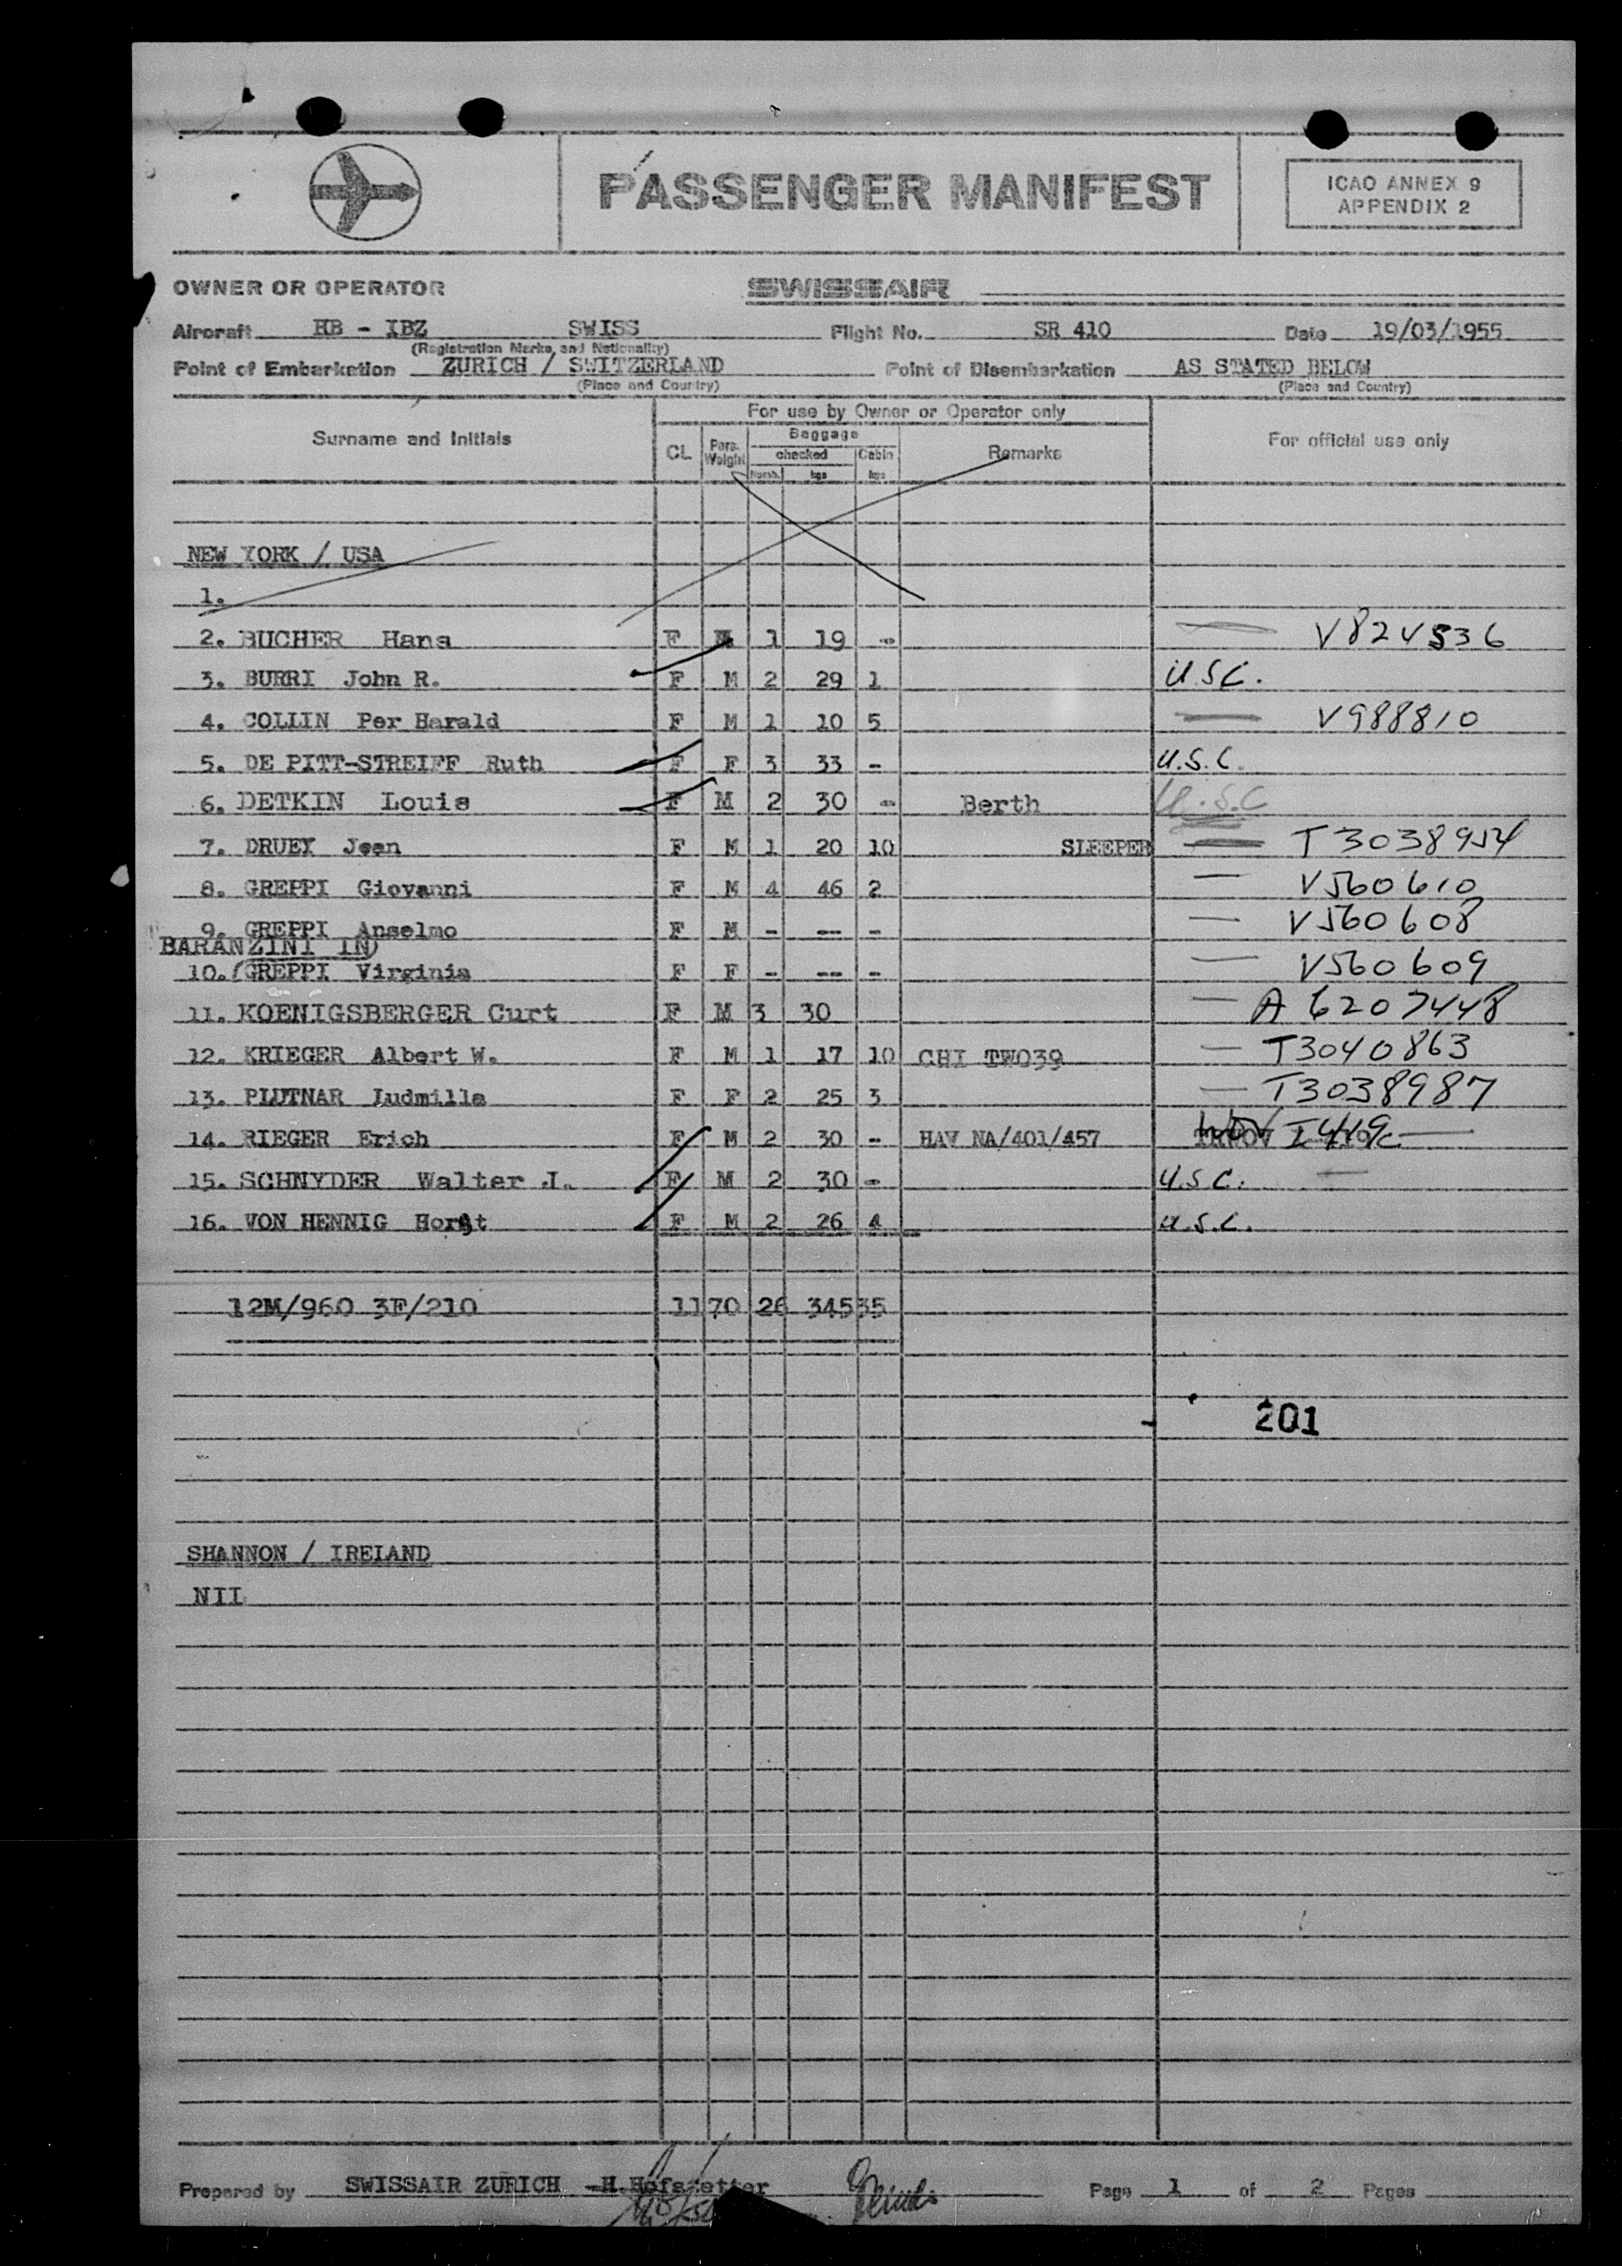 PASSENGER MANIFEST
ICAO ANNEX 9
APPENDIX 2
OWNER OR OPERATOR SWISSAIR
Aircraft HB - IBZ SWISS Flight No. SR 410 Date 19/03/1955
(Registration Marks and Nationality)
Point of Embarkation ZURICH / SWITZERLAND Point of Disembarkation AS STATED BELOW
(Place and Country) (Place and Country)
For use by Owner or Operator only
Surname and Initials CL Pass. Weight Baggage Remarks For official use only
checked Cabin
Numb. kgs kgs
NEW YORK / USA
1.
2. BUCHER Hans F M 1 19 - V824536
3. BURRI John R. F M 2 29 1 U.S.C.
4. COLLIN Per Harald F M 1 10 5 V988810
5. DE PITT-STREIFF Ruth F F 3 33 - U.S.C.
6. DETKIN Louis F M 2 30 - Berth U.S.C
7. DRUEY Jean F M 1 20 10 SLEEPER T3038954
8. GREPPI Giovanni F M 4 46 2 V560610
9. GREPPI Anselmo F M - -- - V560608
BARANZINI IN)
10. (GREPPI Virginia F F - -- - V560609
11. KOENIGSBERGER Curt F M 3 30 A 6207448
12. KRIEGER Albert W. F M 1 17 10 CHI TW039 T3040863
13. PLUTNAR Ludmilla F F 2 25 3 T3038987
14. RIEGER Erich F M 2 30 - HAV NA/401/457 I 419c
15. SCHNYDER Walter J. F M 2 30 - U.S.C.
16. VON HENNIG Horst F M 2 26 4 U.S.C.
12M/960 3F/210 1170 26 345 35
201
SHANNON / IRELAND
NIL
Prepared by SWISSAIR ZURICH - H.Hofstetter Page 1 of 2 Pages